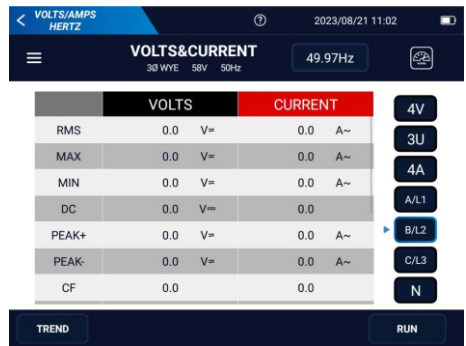 VOLTS/AMPS
HERTZ
2023/08/21 11:02
VOLTS&CURRENT
3Ø WYE 58V 50Hz
49.97Hz
VOLTS CURRENT
RMS 0.0 V≂ 0.0 A~
MAX 0.0 V≂ 0.0 A~
MIN 0.0 V≂ 0.0 A~
DC 0.0 V⎓ 0.0
PEAK+ 0.0 V≂ 0.0 A~
PEAK- 0.0 V≂ 0.0 A~
CF 0.0 0.0
4V
3U
4A
A/L1
B/L2
C/L3
N
TREND
RUN